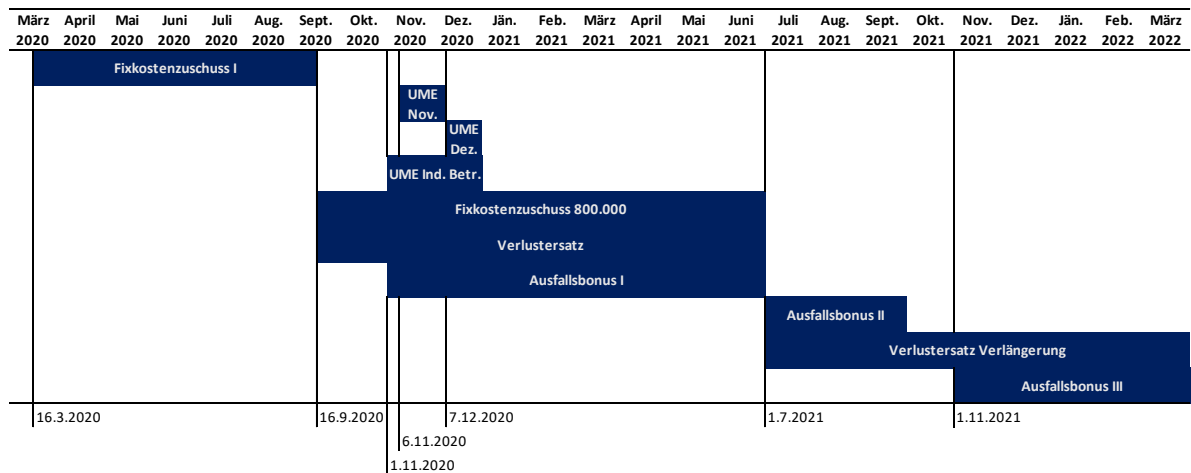 März April Mai Juni Juli Aug. Sept. Okt. Nov. Dez. Jän. Feb. März April Mai Juni Juli Aug. Sept. Okt. Nov. Dez. Jän. Feb. März
2020 2020 2020 2020 2020 2020 2020 2020 2020 2020 2021 2021 2021 2021 2021 2021 2021 2021 2021 2021 2021 2021 2022 2022 2022
Fixkostenzuschuss I
UME
Nov.
UME
Dez.
UME Ind. Betr.
Fixkostenzuschuss 800.000
Verlustersatz
Ausfallsbonus I
Ausfallsbonus II
Verlustersatz Verlängerung
Ausfallsbonus III
16.3.2020 16.9.2020 7.12.2020 1.7.2021 1.11.2021
6.11.2020
1.11.2020